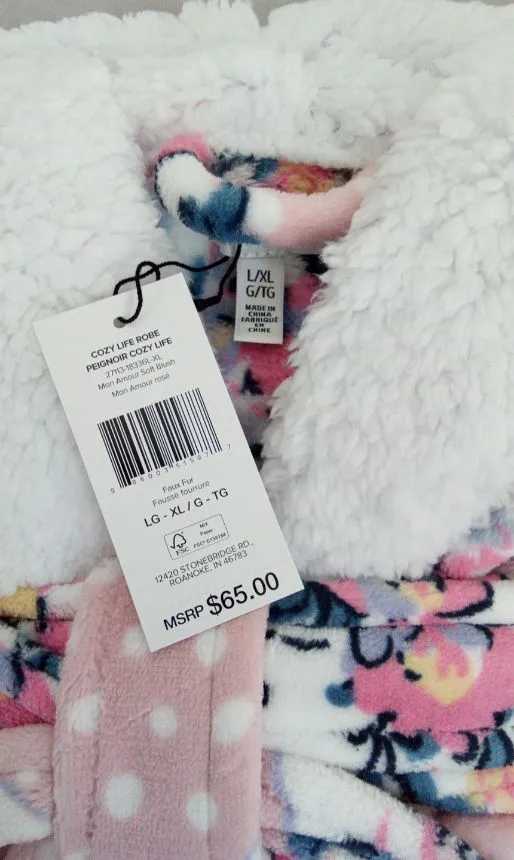 L/XL
G/TG
MADE IN
CHINA
FABRIQUÉ
EN
CHINE
COZY LIFE ROBE
PEIGNOIR COZY LIFE
27113-18336L-XL
Mon Amour Soft Blush
Mon Amour rosé
Faux Fur
Fausse fourrure
LG - XL / G - TG
FSC
MIX
Paper
12420 STONEBRIDGE RD.,
ROANOKE, IN 46783
MSRP $65.00